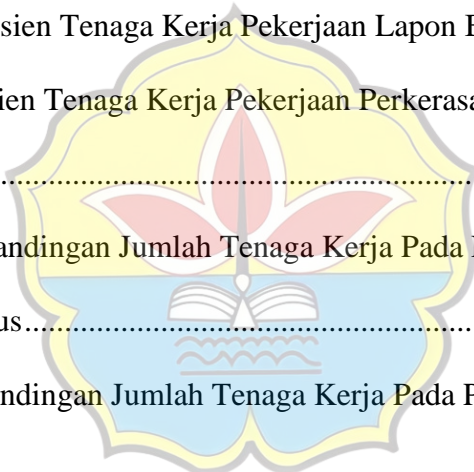 sien Tenaga Kerja Pekerjaan Lapon
ien Tenaga Kerja Pekerjaan Perkeras
................................................................
andingan Jumlah Tenaga Kerja Pada
us................................................................
ndingan Jumlah Tenaga Kerja Pada